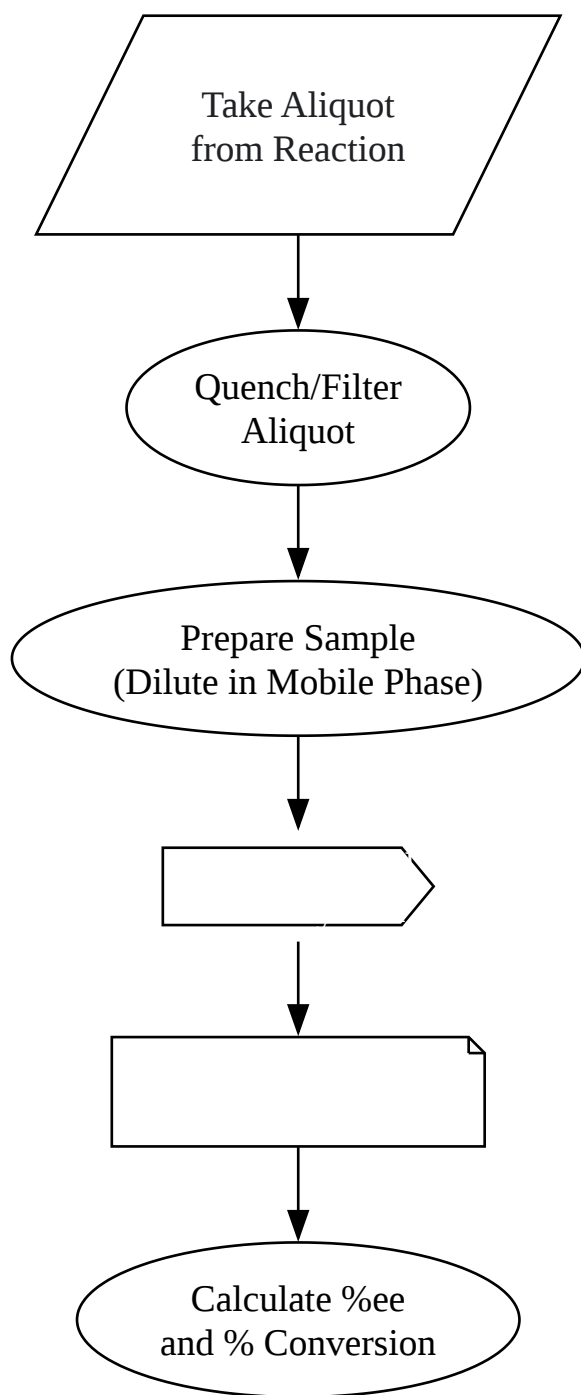 Take Aliquot
from Reaction
Quench/Filter
Aliquot
Prepare Sample
(Dilute in Mobile Phase)
Calculate %ee
and % Conversion